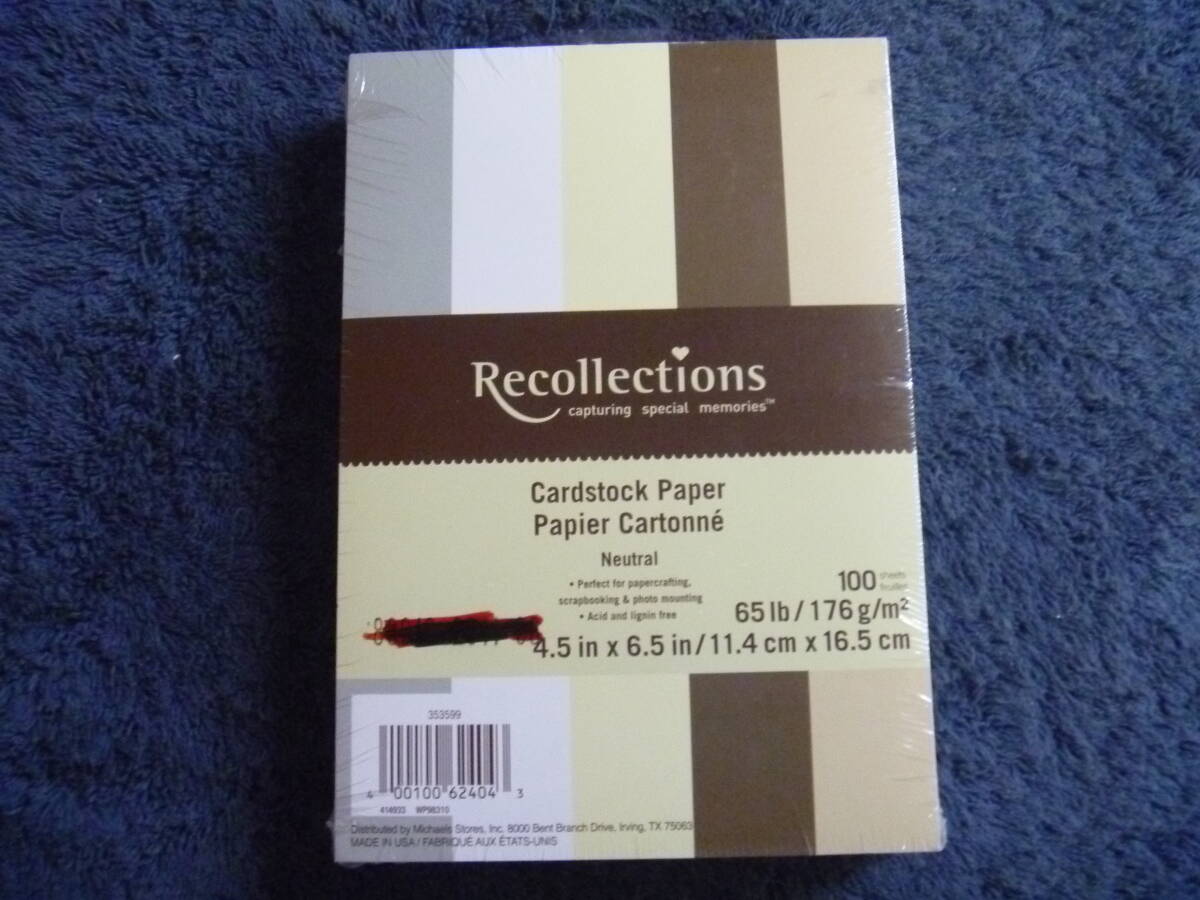 Recollections
capturing special memories™
Cardstock Paper
Papier Cartonné
Neutral
• Perfect for papercrafting,
scrapbooking & photo mounting
• Acid and lignin free
100 sheets
feuilles
65 lb / 176 g/m²
4.5 in x 6.5 in / 11.4 cm x 16.5 cm
353599
4 00100 62404 3
414933 WP98310
Distributed by Michaels Stores, Inc. 8000 Bent Branch Drive, Irving, TX 75063
MADE IN USA / FABRIQUÉ AUX ÉTATS-UNIS